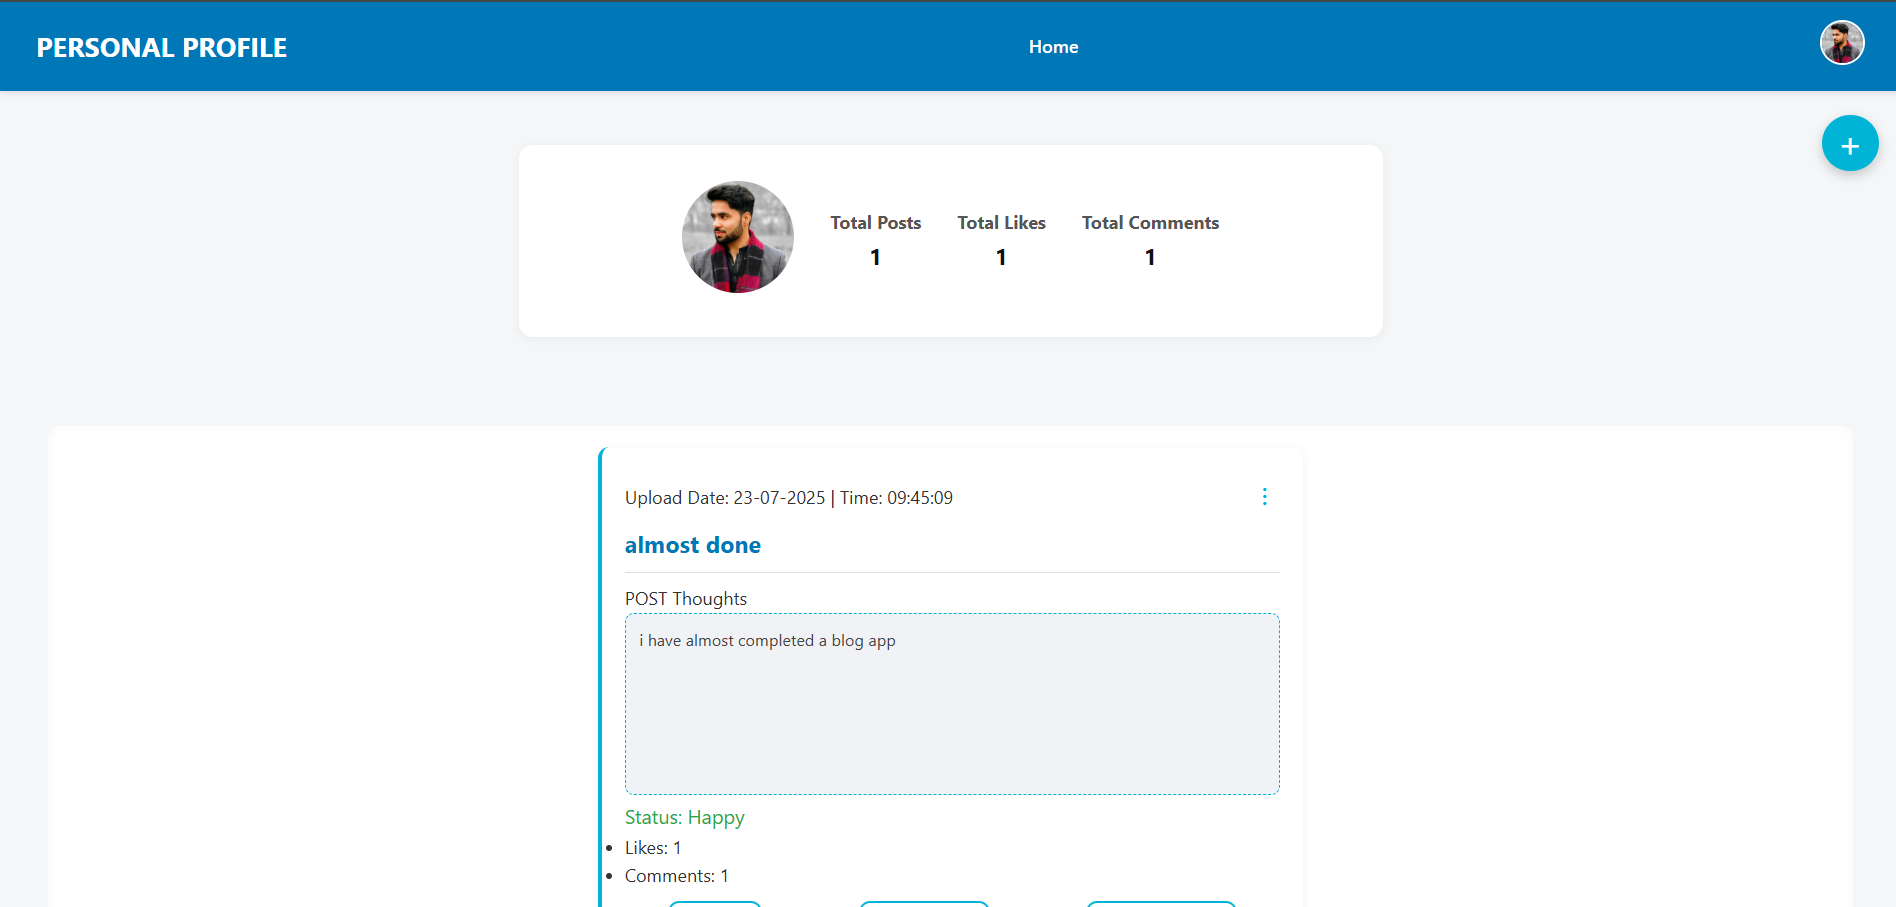 PERSONAL PROFILE
Home
+
Total Posts
Total Likes
Total Comments
1
1
1
Upload Date: 23-07-2025 | Time: 09:45:09
almost done
POST Thoughts
i have almost completed a blog app
Status: Happy
• Likes: 1
• Comments: 1